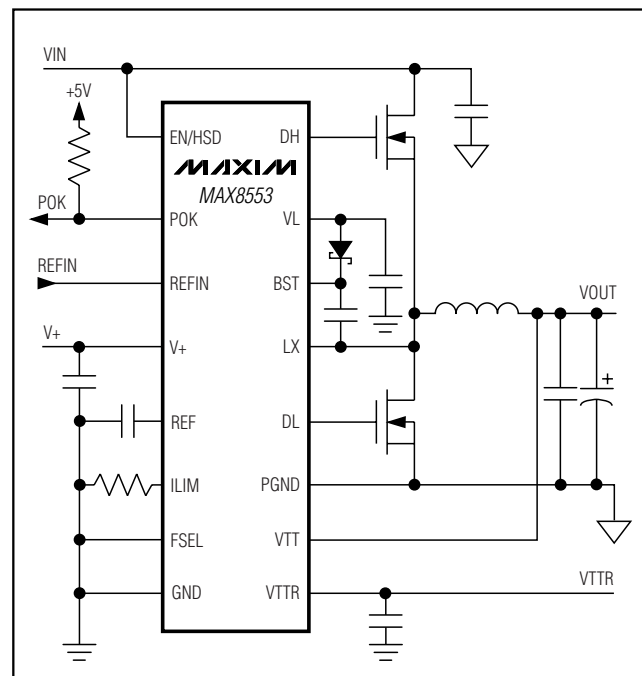 VIN
+5V
EN/HSD
DH
MAXIM
MAX8553
POK
POK
VL
REFIN
REFIN
BST
VOUT
V+
V+
LX
+
REF
DL
ILIM
PGND
FSEL
VTT
GND
VTTR
VTTR